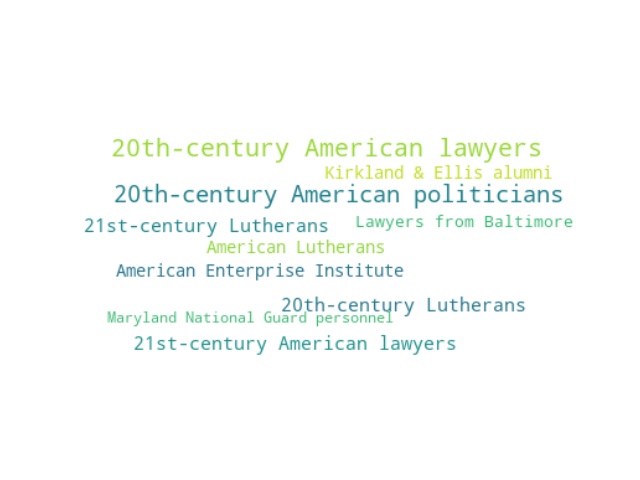 20th-century American lawyers
Kirkland & Ellis alumni
20th-century American politicians
21st-century Lutherans
Lawyers from Baltimore
American Lutherans
American Enterprise Institute
20th-century Lutherans
Maryland National Guard personnel
21st-century American lawyers